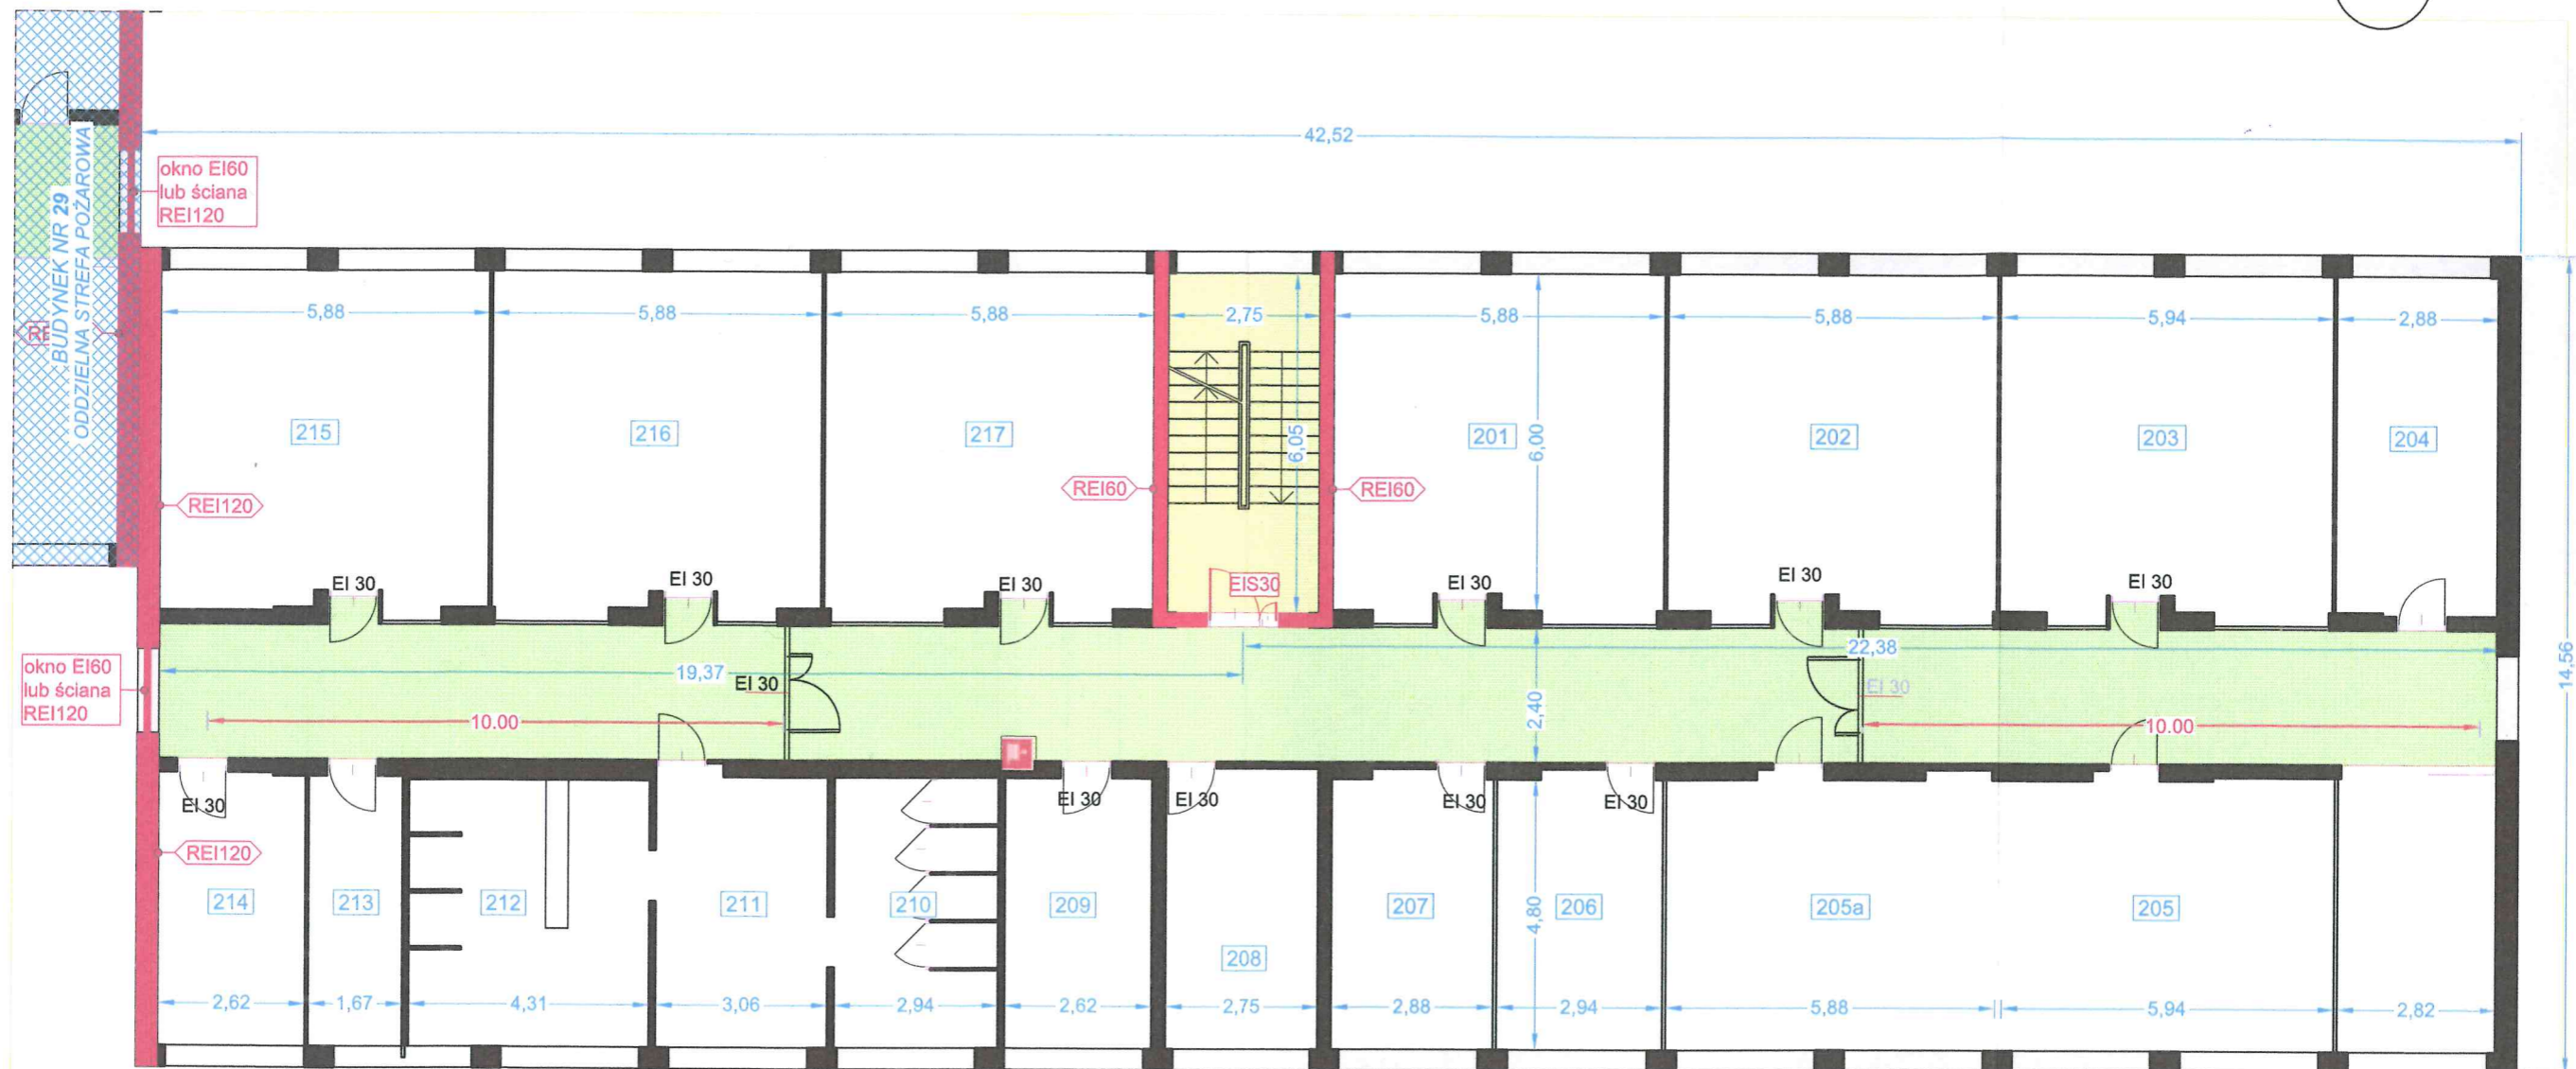 42,52
okno EI60
lub ściana
REI120
BUDYNEK NR 29
ODDZIELNA STREFA POŻAROWA
5,88
5,88
5,88
2,75
5,88
5,88
5,94
2,88
215
216
217
6,05
201
6,00
202
203
204
REI120
REI60
REI60
EI 30
EI 30
EI 30
EIS30
EI 30
EI 30
EI 30
okno EI60
lub ściana
REI120
19,37
EI 30
22,38
EI 30
14,56
10.00
2,40
10.00
EI 30
EI 30
EI 30
EI 30
EI 30
REI120
214
213
212
211
210
209
208
207
4,80
206
205a
205
2,62
1,67
4,31
3,06
2,94
2,62
2,75
2,88
2,94
5,88
5,94
2,82